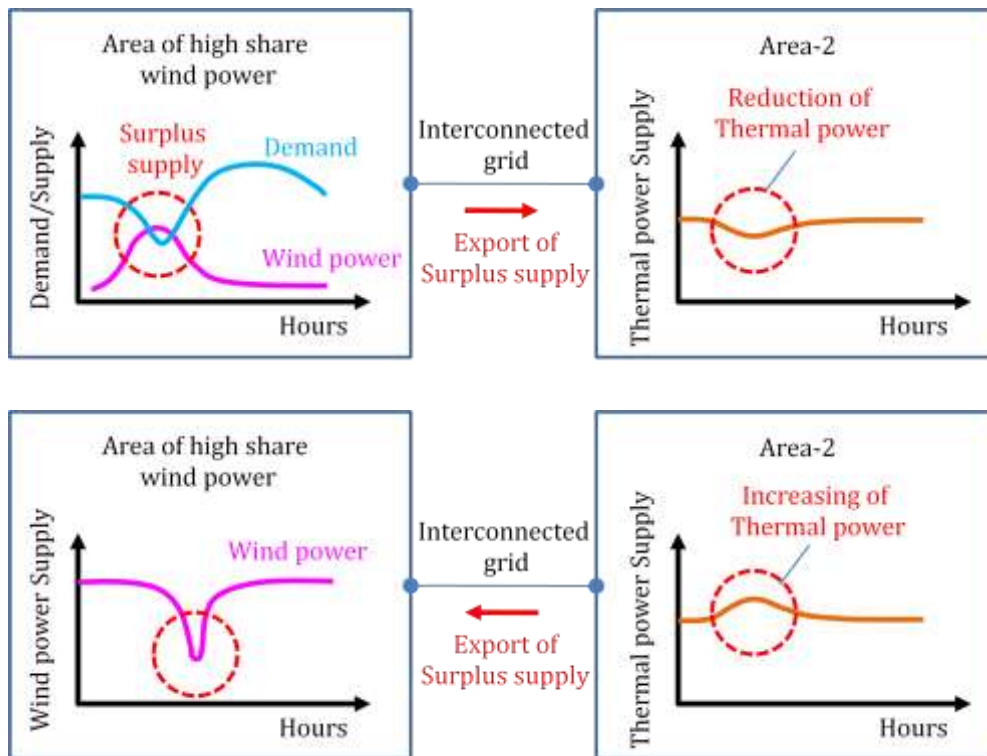 Area of high share
wind power
Demand/Supply
Surplus
supply
Demand
Wind power
Hours
Interconnected
grid
Export of
Surplus supply
Area-2
Thermal power Supply
Reduction of
Thermal power
Hours
Area of high share
wind power
Wind power Supply
Wind power
Hours
Interconnected
grid
Export of
Surplus supply
Area-2
Thermal power Supply
Increasing of
Thermal power
Hours